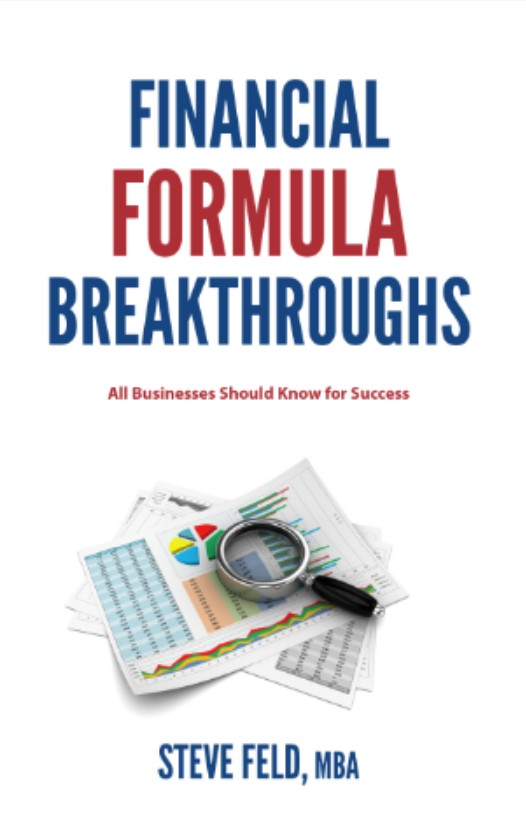 FINANCIAL
FORMULA
BREAKTHROUGHS
All Businesses Should Know for Success
STEVE FELD, MBA